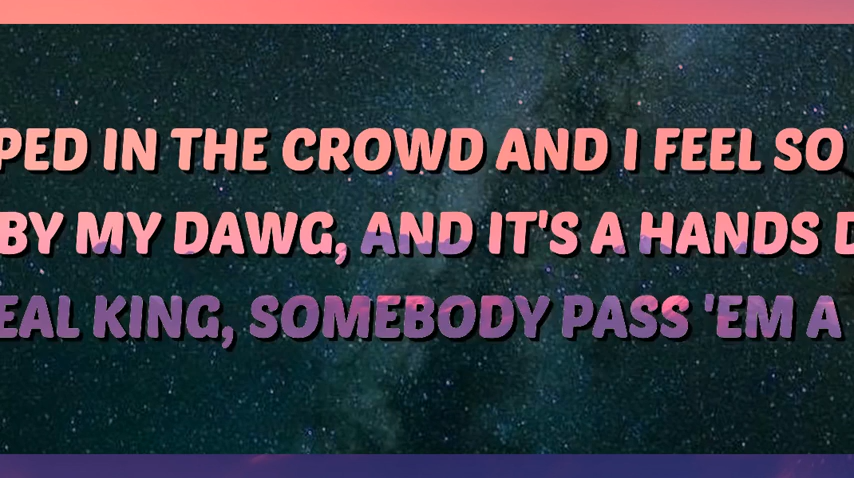 PED IN THE CROWD AND I FEEL SO
BY MY DAWG, AND IT'S A HANDS D
EAL KING, SOMEBODY PASS 'EM A